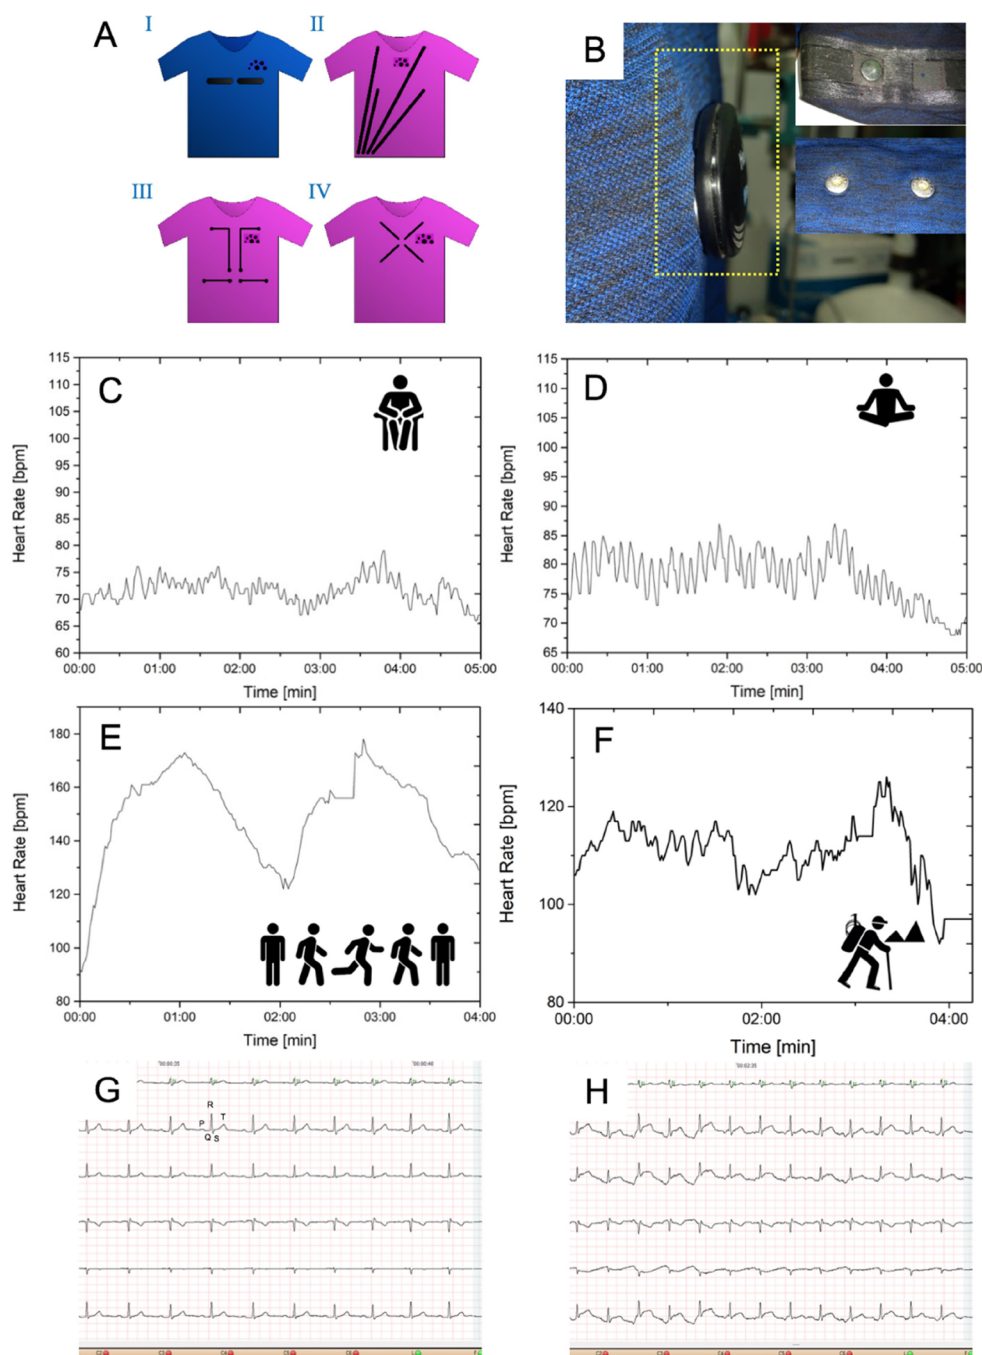 A
I
II
III
IV
B
C
Heart Rate [bpm]
115
110
105
100
95
90
85
80
75
70
65
60
00:00 01:00 02:00 03:00 04:00 05:00
Time [min]
D
Heart Rate [bpm]
115
110
105
100
95
90
85
80
75
70
65
00:00 01:00 02:00 03:00 04:00 05:00
Time [min]
E
Heart Rate [bpm]
180
160
140
120
100
80
00:00 01:00 02:00 03:00 04:00
Time [min]
F
Heart Rate [bpm]
140
120
100
80
00:00 02:00 04:00
Time [min]
G
R
P
T
Q S
H